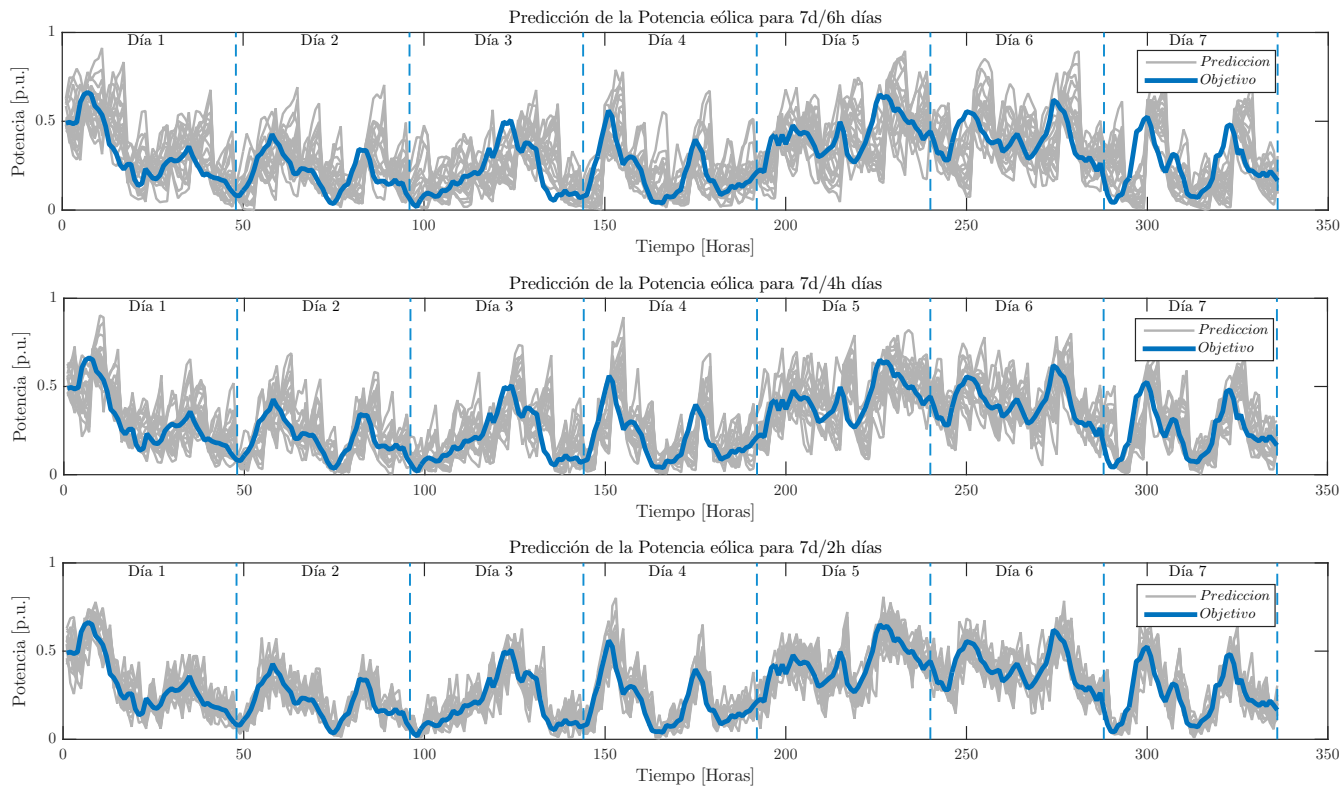 Predicción de la Potencia eólica para 7d/6h días
1
Día 1 Día 2 Día 3 Día 4 Día 5 Día 6 Día 7
Prediccion
Objetivo
0.5
Potencia [p.u.]
0
0 50 100 150 200 250 300 350
Tiempo [Horas]
Predicción de la Potencia eólica para 7d/4h días
1
Día 1 Día 2 Día 3 Día 4 Día 5 Día 6 Día 7
Prediccion
Objetivo
0.5
Potencia [p.u.]
0
0 50 100 150 200 250 300 350
Tiempo [Horas]
Predicción de la Potencia eólica para 7d/2h días
1
Día 1 Día 2 Día 3 Día 4 Día 5 Día 6 Día 7
Prediccion
Objetivo
0.5
Potencia [p.u.]
0
0 50 100 150 200 250 300 350
Tiempo [Horas]